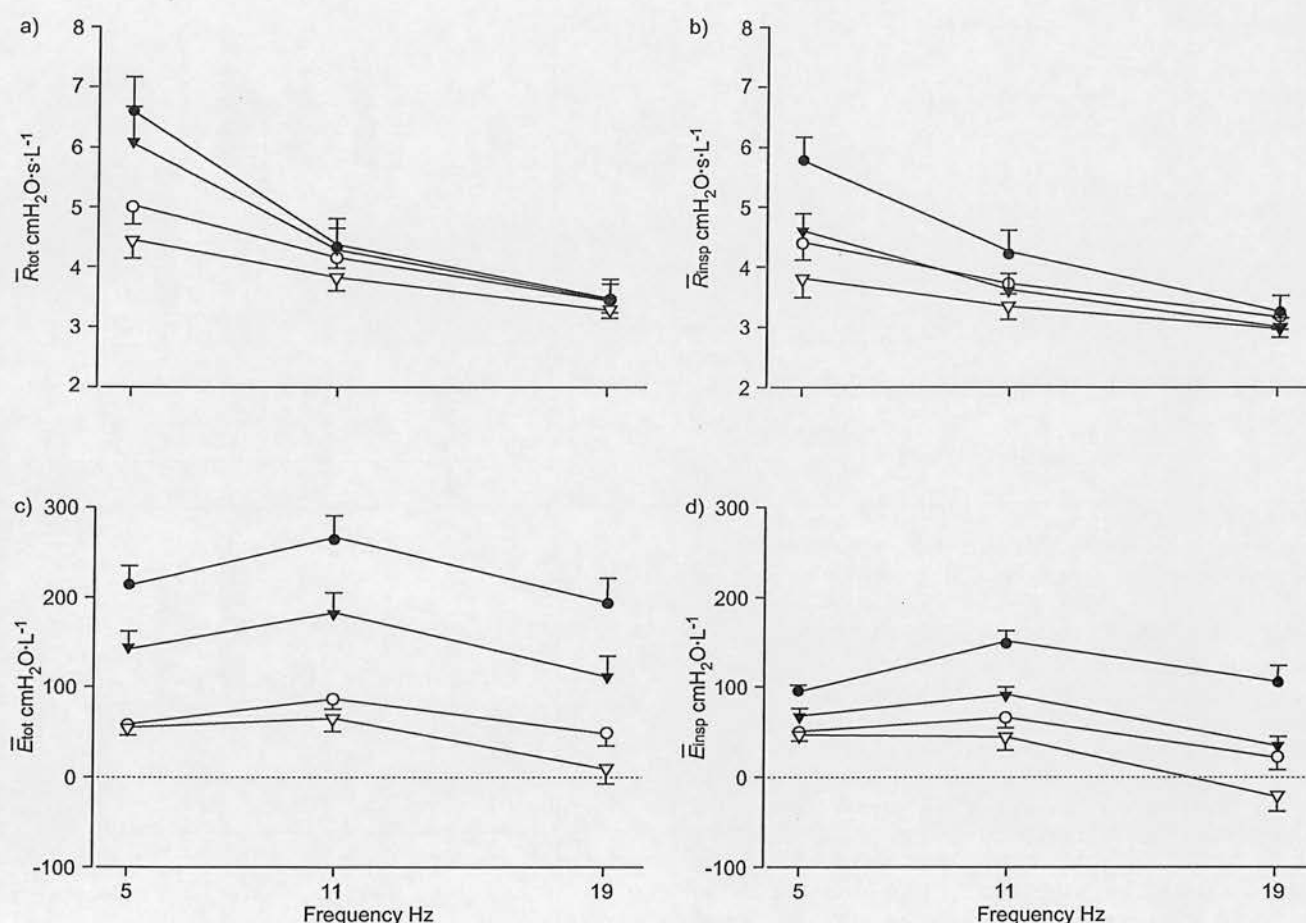 a)
8
7
6
5
4
3
2
R̅tot cmH₂O·s·L⁻¹
b)
8
7
6
5
4
3
2
R̅insp cmH₂O·s·L⁻¹
c)
300
200
100
0
-100
E̅tot cmH₂O·L⁻¹
5 11 19
Frequency Hz
d)
300
200
100
0
-100
E̅insp cmH₂O·L⁻¹
5 11 19
Frequency Hz